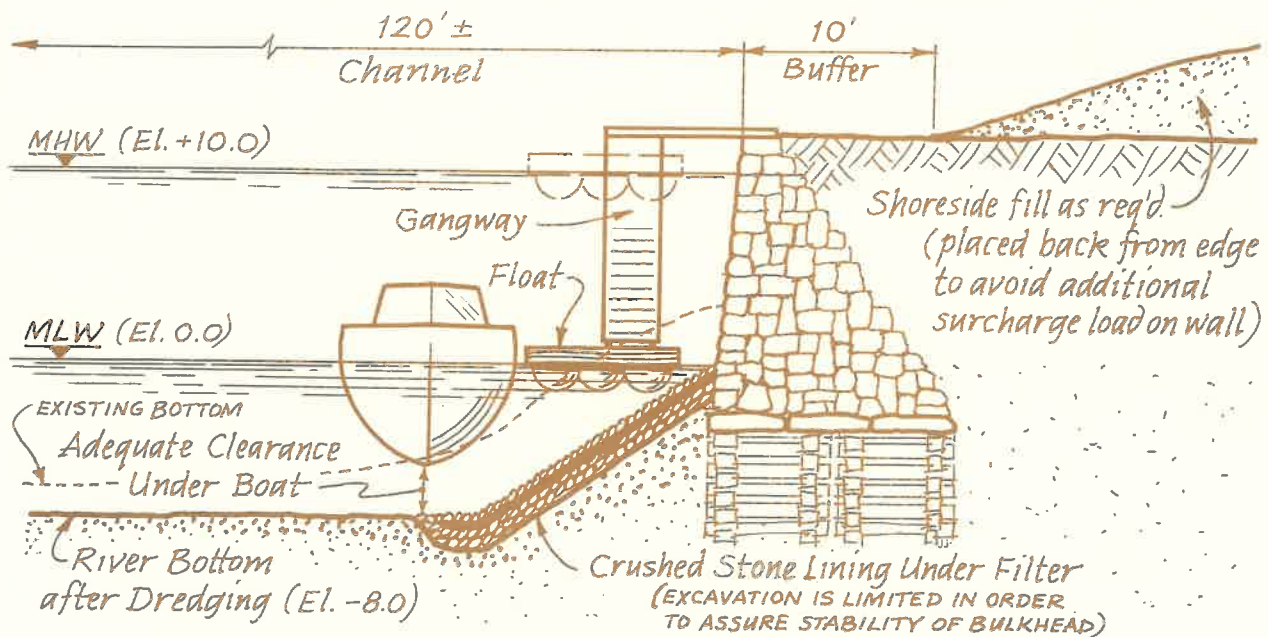 120' ±
Channel
10'
Buffer
MHW (El. +10.0)
Gangway
Shoreside fill as req'd.
(placed back from edge
to avoid additional
surcharge load on wall)
Float
MLW (El. 0.0)
EXISTING BOTTOM
Adequate Clearance
Under Boat
River Bottom
after Dredging (El. -8.0)
Crushed Stone Lining Under Filter
(EXCAVATION IS LIMITED IN ORDER
TO ASSURE STABILITY OF BULKHEAD)